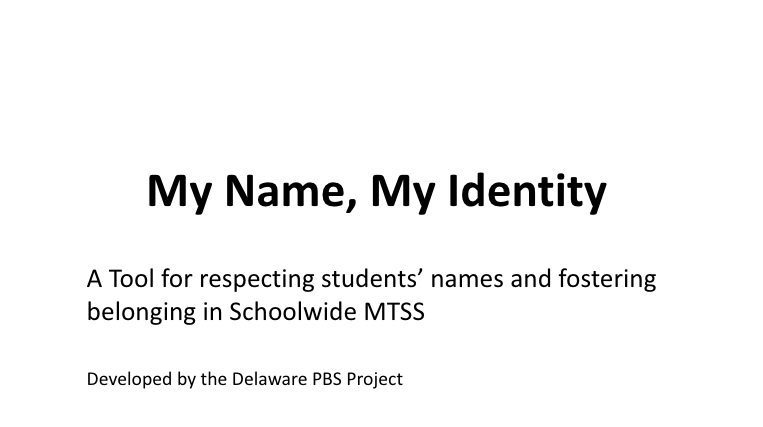 My Name, My Identity
A Tool for respecting students’ names and fostering
belonging in Schoolwide MTSS
Developed by the Delaware PBS Project